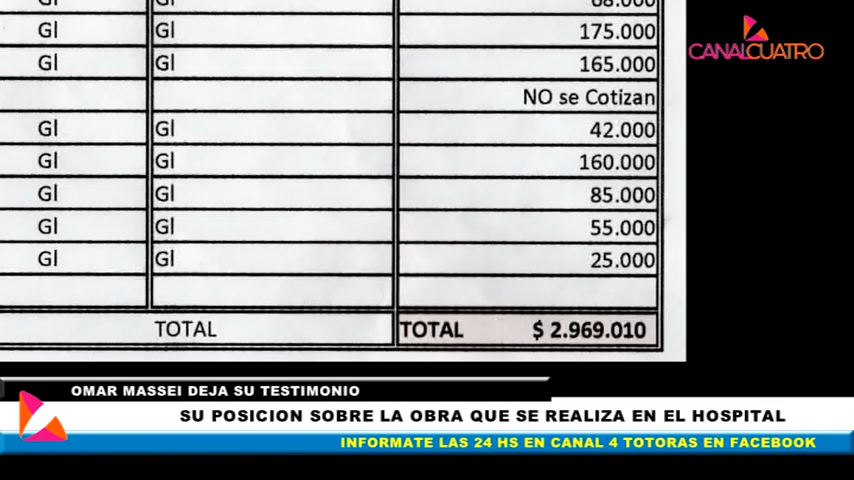 Gl Gl 68.000
Gl Gl 175.000
Gl Gl 165.000
NO se Cotizan
Gl Gl 42.000
Gl Gl 160.000
Gl Gl 85.000
Gl Gl 55.000
Gl Gl 25.000
TOTAL TOTAL $ 2.969.010
CANALCUATRO
OMAR MASSEI DEJA SU TESTIMONIO
SU POSICION SOBRE LA OBRA QUE SE REALIZA EN EL HOSPITAL
INFORMATE LAS 24 HS EN CANAL 4 TOTORAS EN FACEBOOK